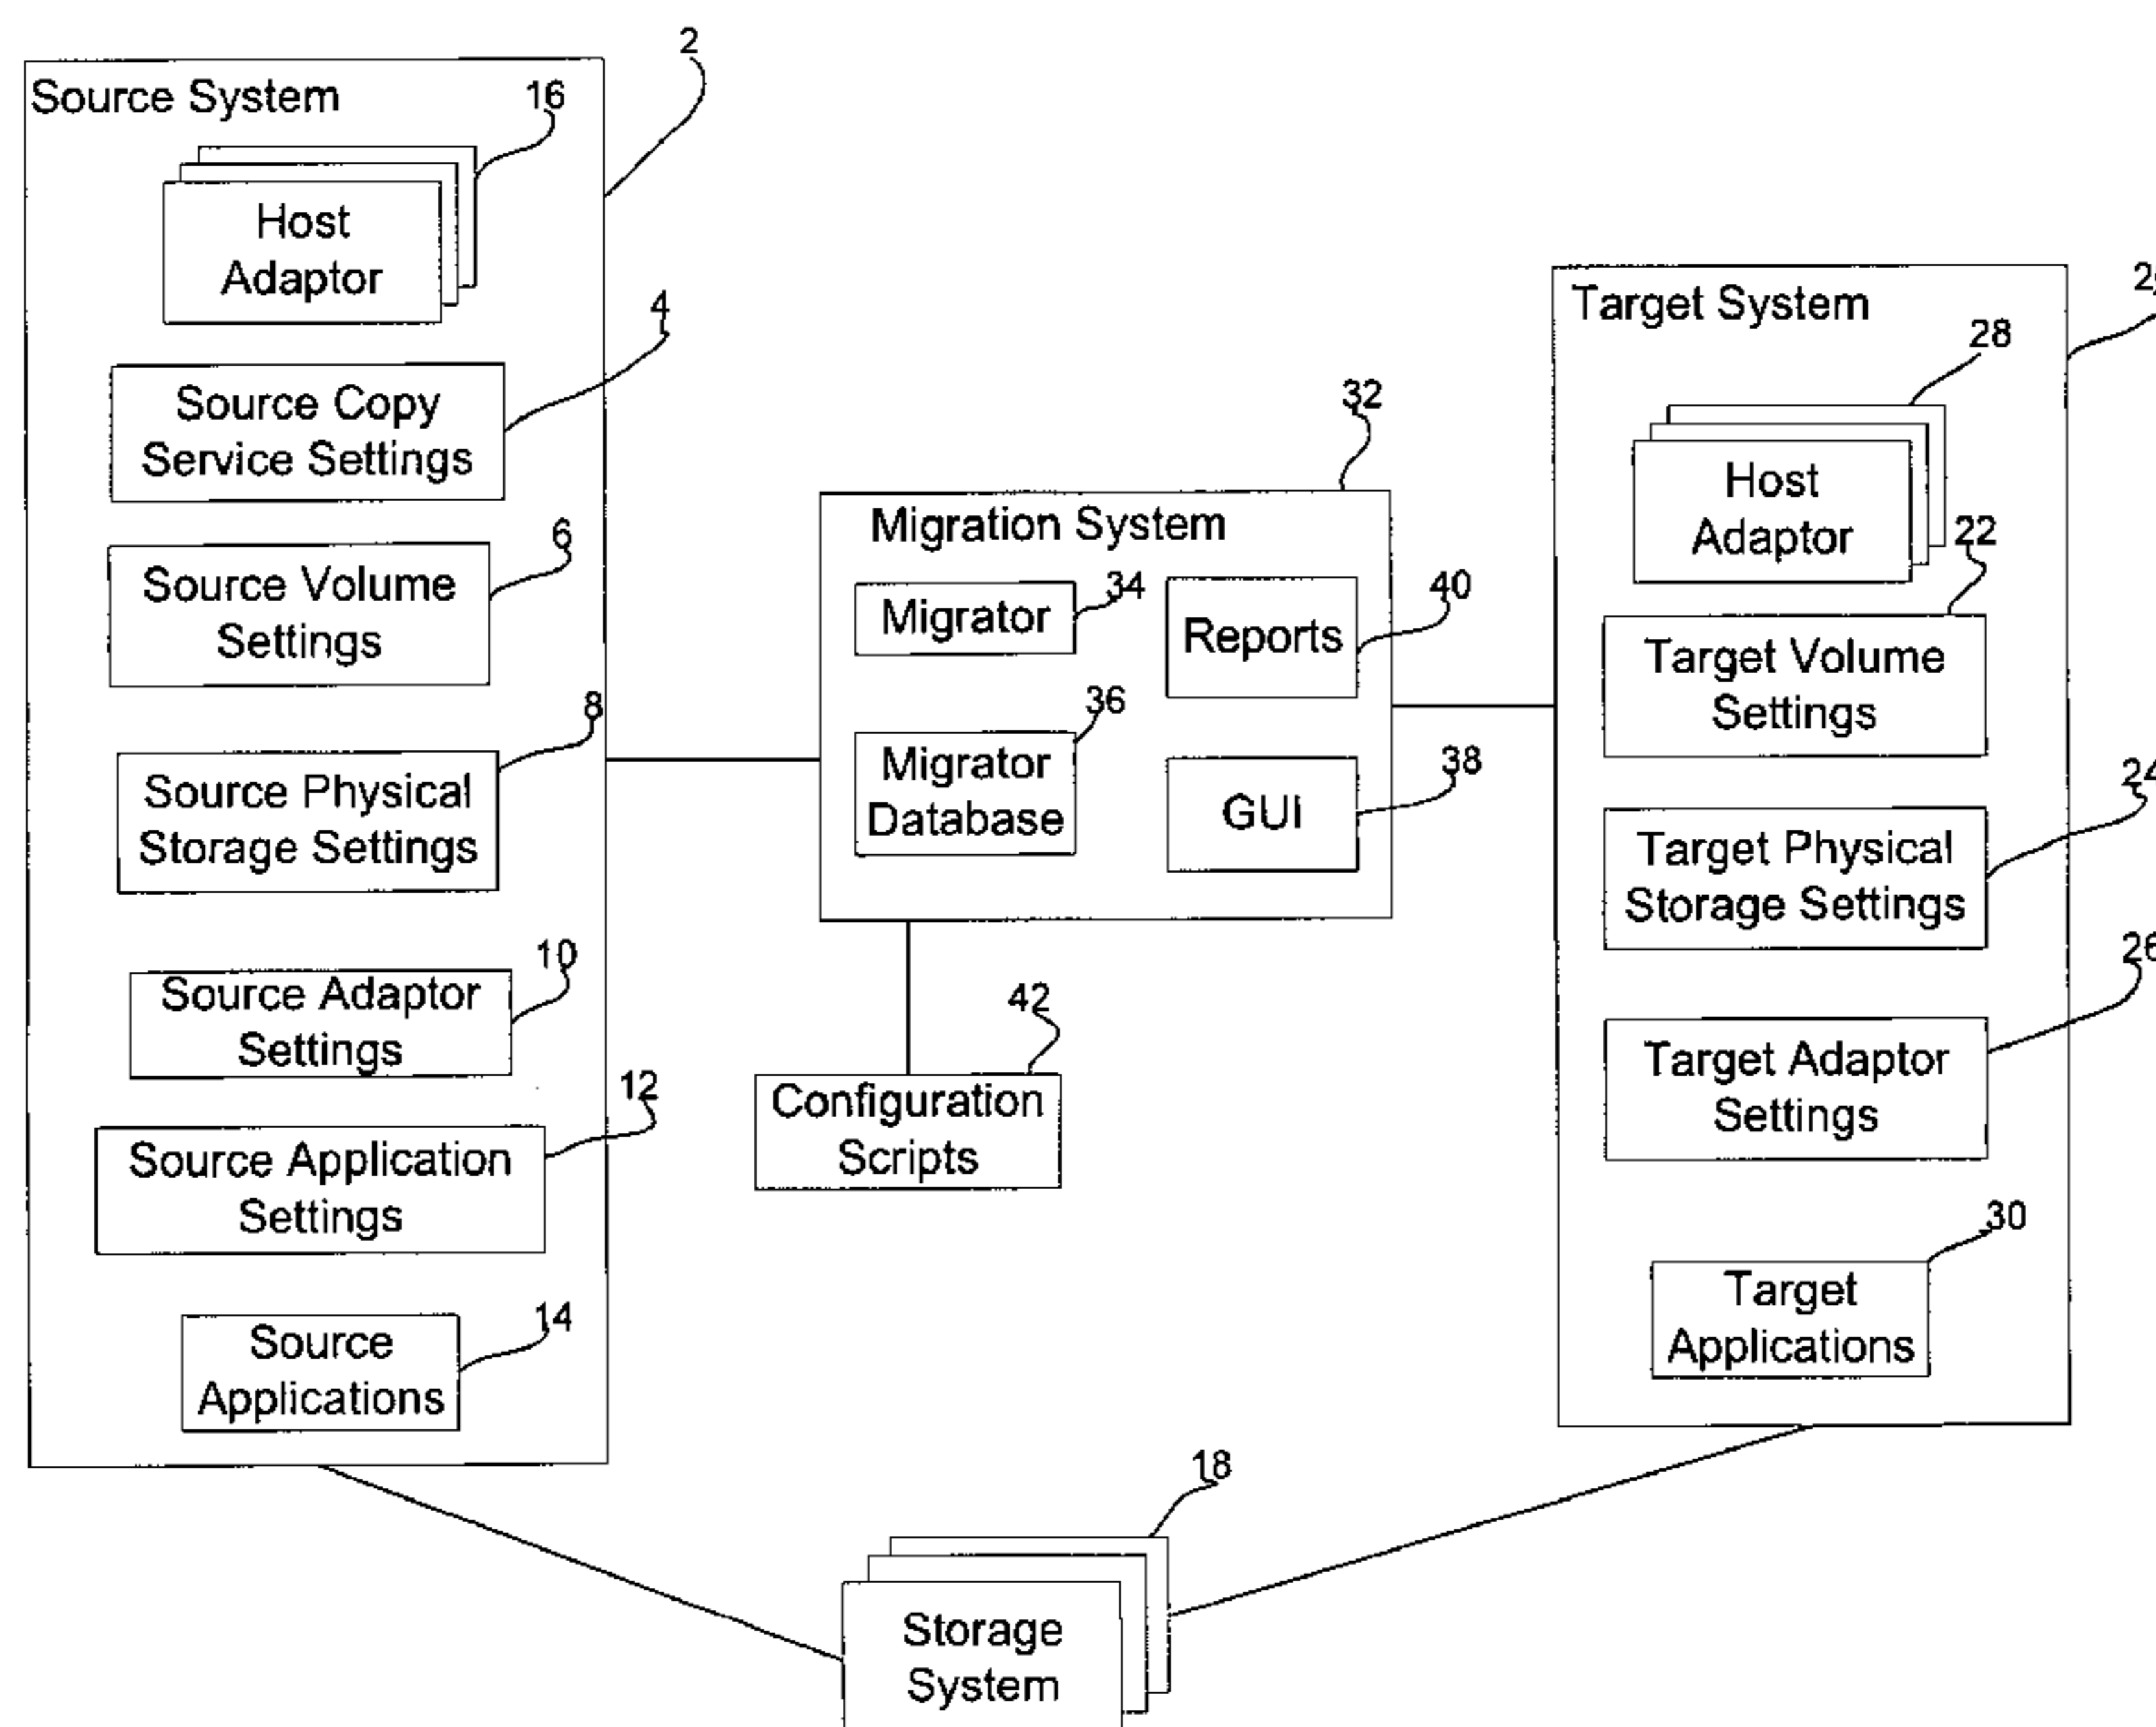 2
Source System
16
Host
Adaptor
4
Source Copy
Service Settings
6
Source Volume
Settings
8
Source Physical
Storage Settings
10
Source Adaptor
Settings
12
Source Application
Settings
14
Source
Applications
32
Migration System
Migrator
34
Reports
40
Migrator
Database
36
GUI
38
42
Configuration
Scripts
Target System
28
Host
Adaptor
22
Target Volume
Settings
24
Target Physical
Storage Settings
26
Target Adaptor
Settings
30
Target
Applications
18
Storage
System